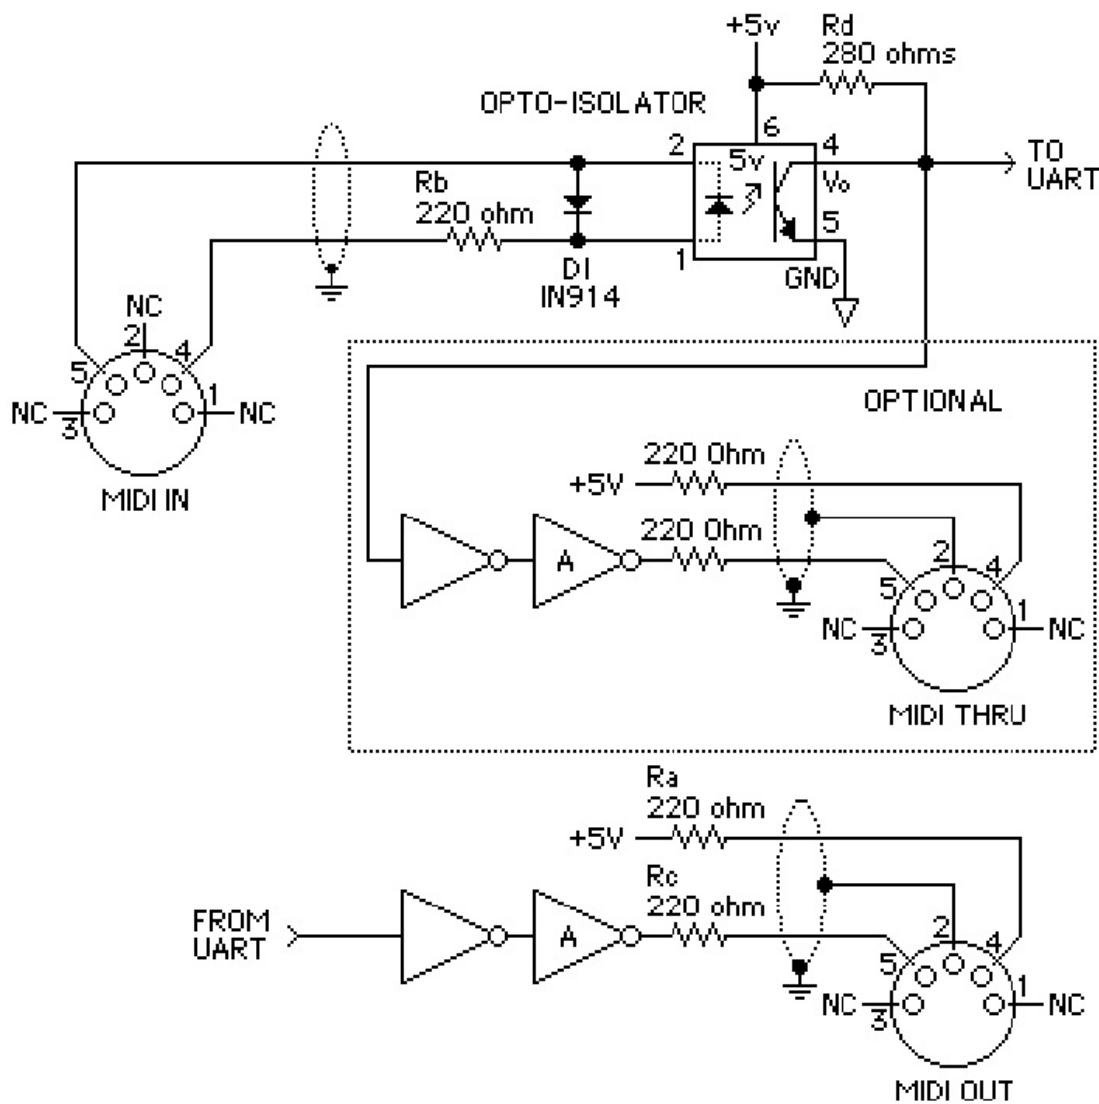 +5v
Rd
280 ohms
OPTO-ISOLATOR
6
2
5v
4
TO
UART
Vo
Rb
220 ohm
5
1
GND
D1
IN914
NC
2
5
4
NC
3
1
NC
MIDI IN
OPTIONAL
220 Ohm
+5V
220 Ohm
A
2
4
5
NC
3
1
NC
MIDI THRU
Ra
220 ohm
+5V
Rc
220 ohm
FROM
UART
A
2
4
5
NC
3
1
NC
MIDI OUT